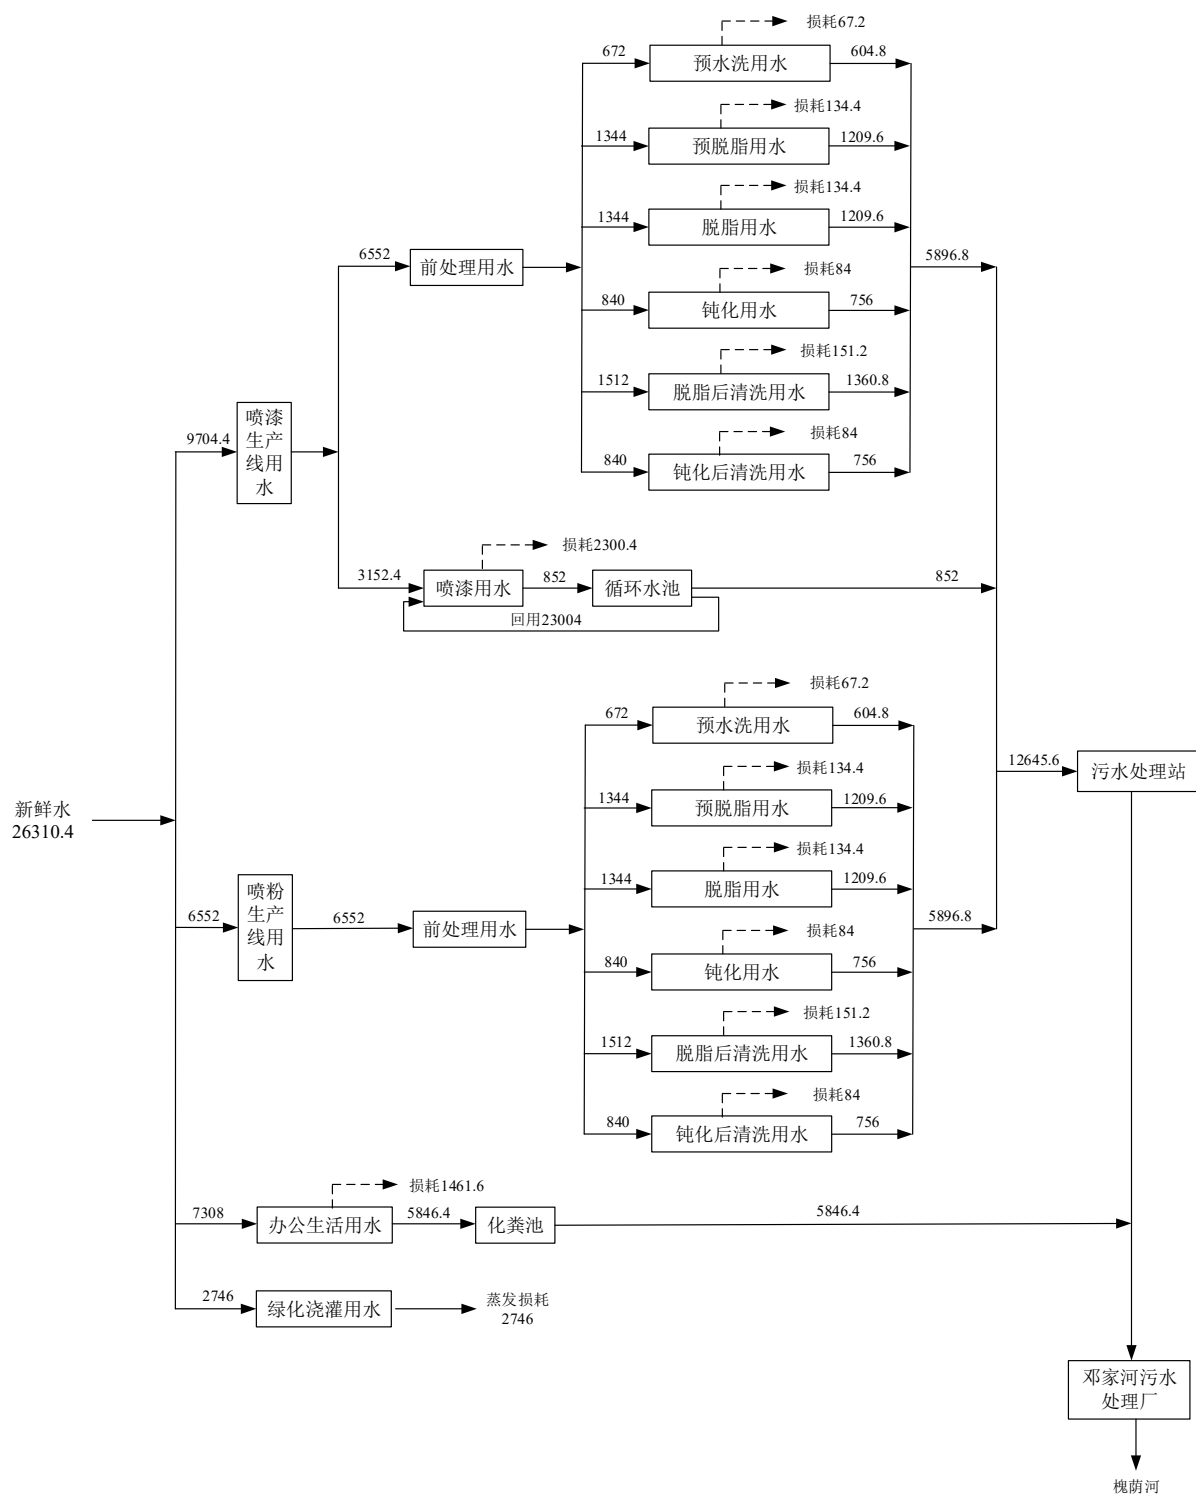 损耗67.2
672
预水洗用水
604.8
损耗134.4
1344
预脱脂用水
1209.6
损耗134.4
1344
脱脂用水
1209.6
6552
前处理用水
5896.8
损耗84
840
钝化用水
756
损耗151.2
1512
脱脂后清洗用水
1360.8
9704.4
喷漆
生产
线用
水
损耗84
840
钝化后清洗用水
756
损耗2300.4
3152.4
喷漆用水
852
循环水池
852
回用23004
损耗67.2
672
预水洗用水
604.8
12645.6
污水处理站
损耗134.4
1344
预脱脂用水
1209.6
新鲜水
26310.4
损耗134.4
1344
脱脂用水
1209.6
6552
喷粉
生产
线用
水
6552
前处理用水
5896.8
损耗84
840
钝化用水
756
损耗151.2
1512
脱脂后清洗用水
1360.8
损耗84
840
钝化后清洗用水
756
损耗1461.6
7308
办公生活用水
5846.4
化粪池
5846.4
2746
绿化浇灌用水
蒸发损耗
2746
邓家河污水
处理厂
槐荫河